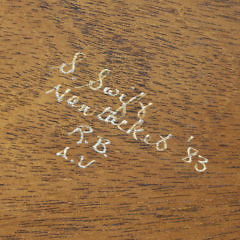 S Swift
Nantucket '83
R.B.
A.V